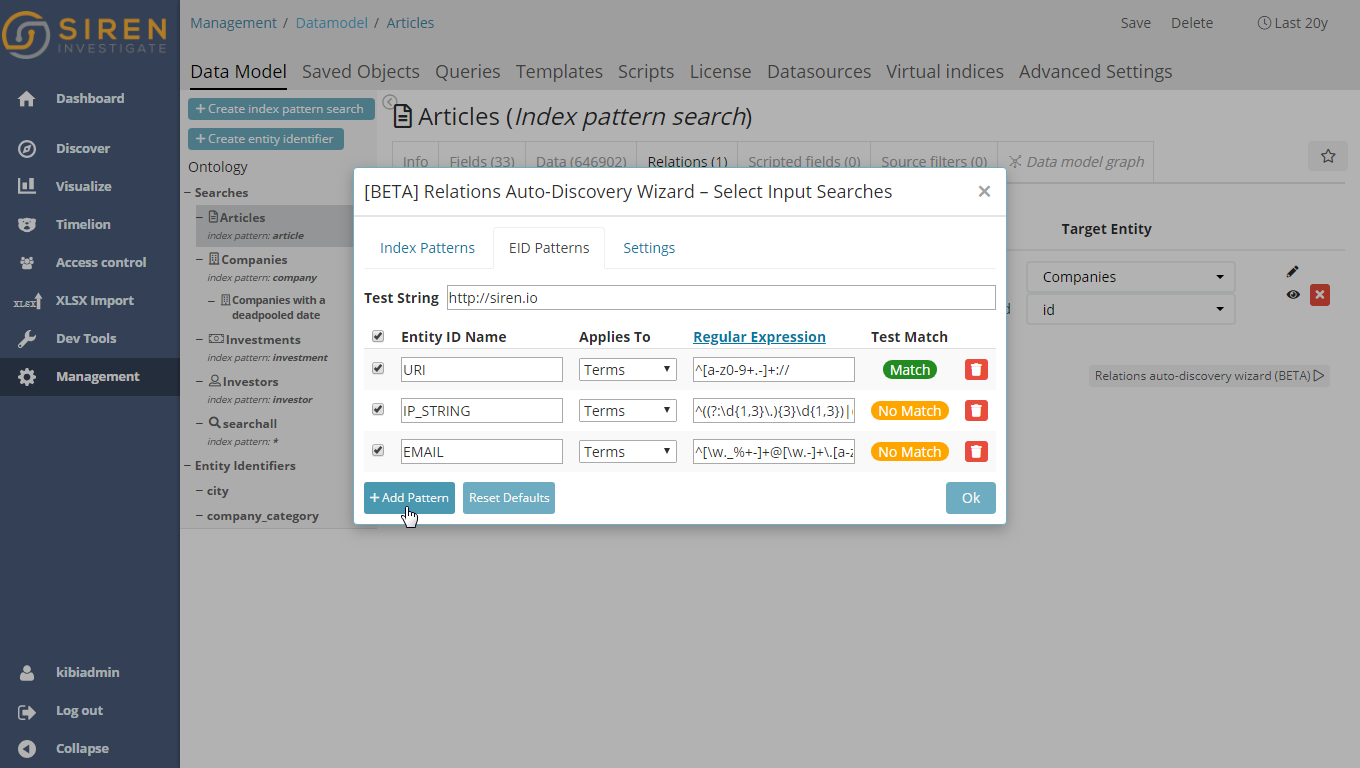 SIREN
INVESTIGATE
Dashboard
Discover
Visualize
Timelion
Access control
XLSX
XLSX Import
Dev Tools
Management
kibiadmin
Log out
Collapse
Management / Datamodel / Articles
Save Delete Last 20y
Data Model Saved Objects Queries Templates Scripts License Datasources Virtual indices Advanced Settings
+ Create index pattern search
+ Create entity identifier
Ontology
− Searches
− Articles
index pattern: article
− Companies
index pattern: company
− Companies with a
deadpooled date
− Investments
index pattern: investment
− Investors
index pattern: investor
− searchall
index pattern: *
− Entity Identifiers
− city
− company_category
Articles (Index pattern search)
Info Fields (33) Data (646902) Relations (1) Scripted fields (0) Source filters (0) Data model graph
Target Entity
Companies
id
Relations auto-discovery wizard (BETA)
[BETA] Relations Auto-Discovery Wizard – Select Input Searches ×
Index Patterns EID Patterns Settings
Test String http://siren.io
Entity ID Name Applies To Regular Expression Test Match
URI Terms ^[a-z0-9+.-]+:// Match
IP_STRING Terms ^((?:\d{1,3}\.){3}\d{1,3})|( No Match
EMAIL Terms ^[\w._%+-]+@[\w.-]+\.[a-z No Match
+ Add Pattern Reset Defaults Ok